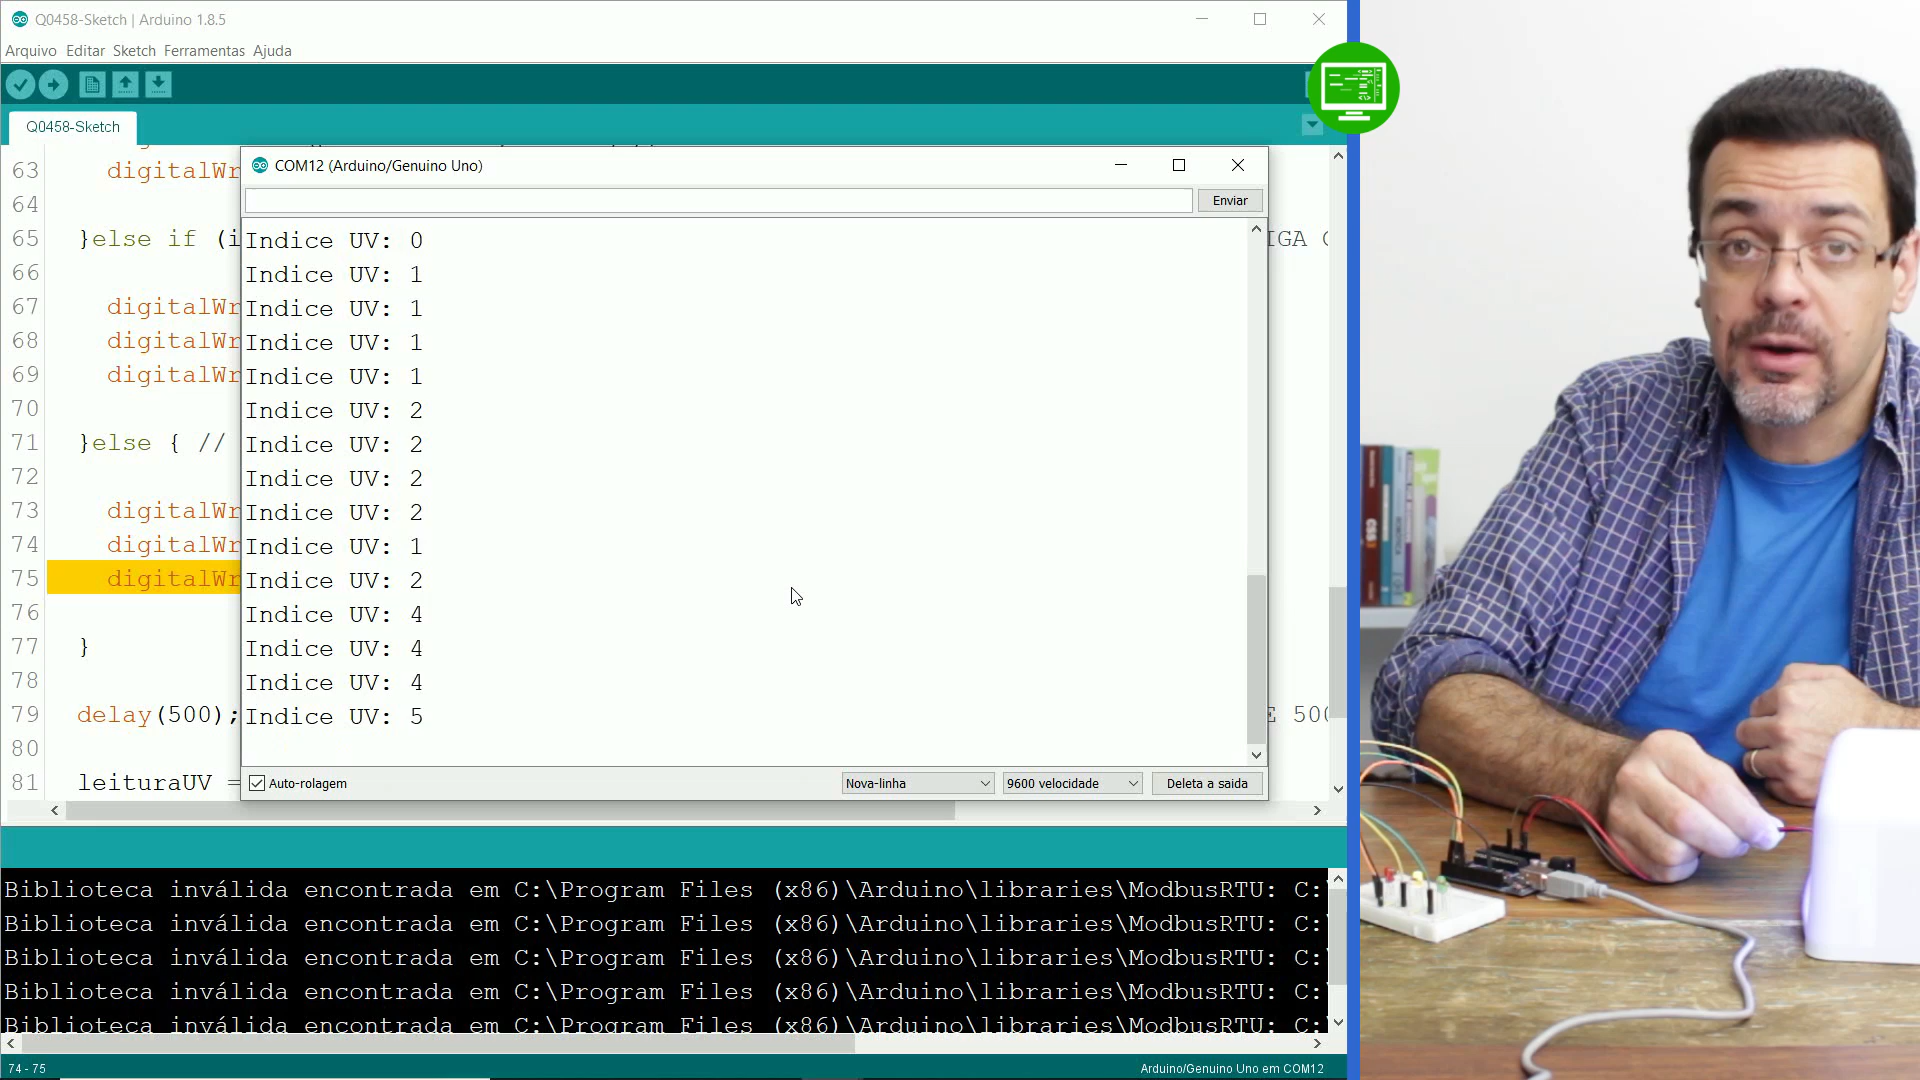 Q0458-Sketch | Arduino 1.8.5
Arquivo Editar Sketch Ferramentas Ajuda
Q0458-Sketch
63 digitalWr
64
65 }else if (i
66
67 digitalWr
68 digitalWr
69 digitalWr
70
71 }else { //
72
73 digitalWr
74 digitalWr
75 digitalWr
76
77 }
78
79 delay(500);
80
81 leituraUV =
IGA
E 500
COM12 (Arduino/Genuino Uno)
Enviar
Indice UV: 0
Indice UV: 1
Indice UV: 1
Indice UV: 1
Indice UV: 1
Indice UV: 2
Indice UV: 2
Indice UV: 2
Indice UV: 2
Indice UV: 1
Indice UV: 2
Indice UV: 4
Indice UV: 4
Indice UV: 4
Indice UV: 5
Auto-rolagem
Nova-linha
9600 velocidade
Deleta a saida
Biblioteca inválida encontrada em C:\Program Files (x86)\Arduino\libraries\ModbusRTU: C:\
Biblioteca inválida encontrada em C:\Program Files (x86)\Arduino\libraries\ModbusRTU: C:\
Biblioteca inválida encontrada em C:\Program Files (x86)\Arduino\libraries\ModbusRTU: C:\
Biblioteca inválida encontrada em C:\Program Files (x86)\Arduino\libraries\ModbusRTU: C:\
Biblioteca inválida encontrada em C:\Program Files (x86)\Arduino\libraries\ModbusRTU: C:\
74 - 75
Arduino/Genuino Uno em COM12
CSS